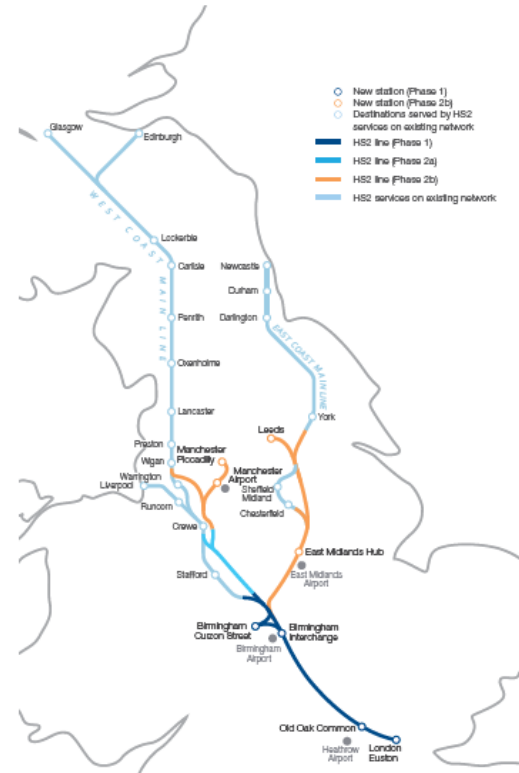 New station (Phase 1)
New station (Phase 2b)
Destinations served by HS2
services on existing network
HS2 line (Phase 1)
HS2 line (Phase 2a)
HS2 line (Phase 2b)
HS2 services on existing network
Glasgow
Edinburgh
WEST COAST MAIN LINE
Lockerbie
Carlisle
Newcastle
Durham
Penrith
Darlington
EAST COAST MAIN LINE
Oxenholme
Lancaster
York
Leeds
Preston
Manchester
Piccadilly
Wigan
Manchester
Airport
Warrington
Liverpool
Sheffield
Midland
Runcorn
Chesterfield
Crewe
East Midlands Hub
Stafford
East Midlands
Airport
Birmingham
Curzon Street
Birmingham
Interchange
Birmingham
Airport
Old Oak Common
Heathrow
Airport
London
Euston